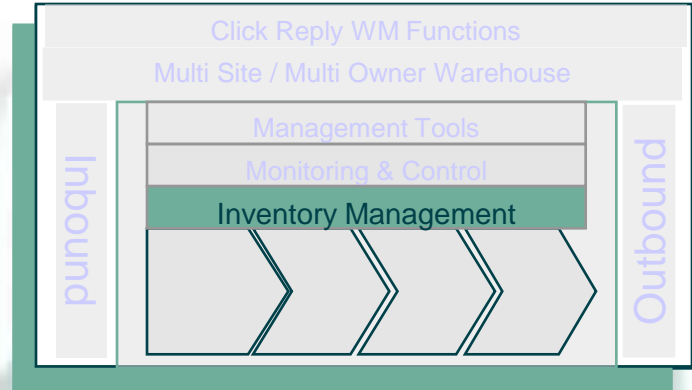 Click Reply WM Functions
Multi Site / Multi Owner Warehouse
Management Tools
Monitoring & Control
Inventory Management
Inbound
Outbound